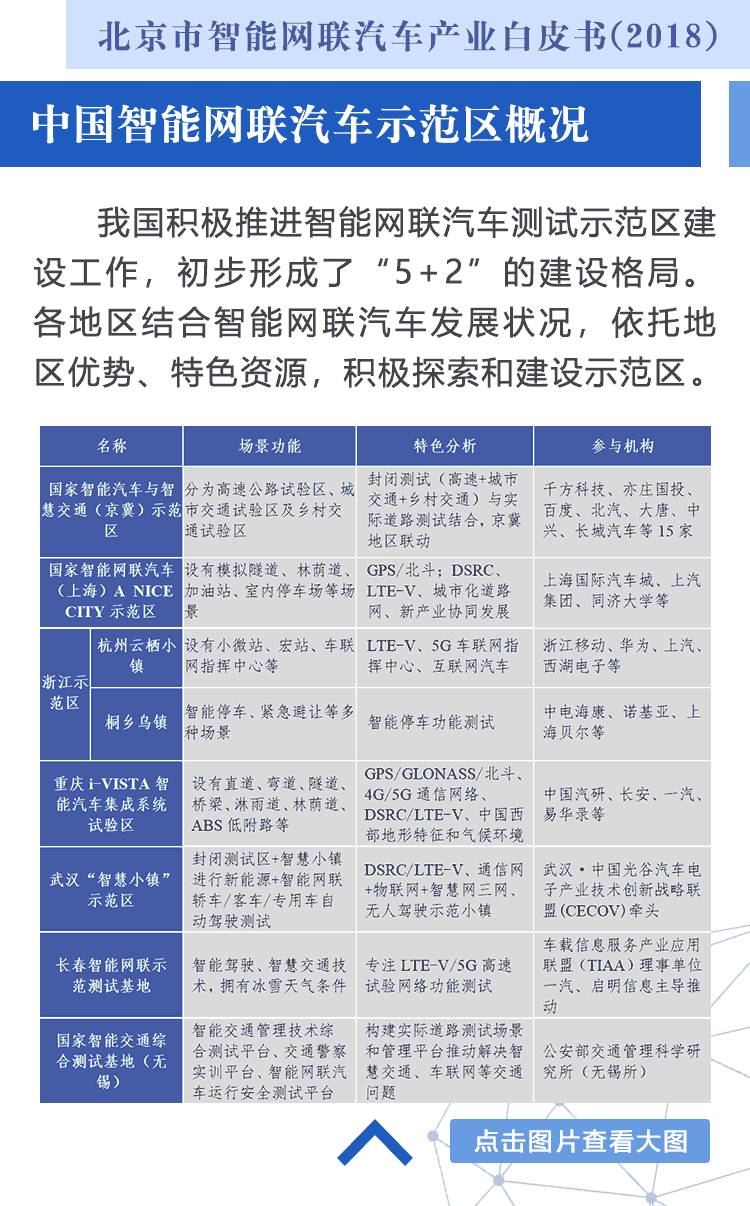 北京市智能网联汽车产业白皮书(2018)
中国智能网联汽车示范区概况
我国积极推进智能网联汽车测试示范区建
设工作，初步形成了“5+2”的建设格局。
各地区结合智能网联汽车发展状况，依托地
区优势、特色资源，积极探索和建设示范区。
名称
场景功能
特色分析
参与机构
国家智能汽车与智
慧交通（京冀）示范
区
分为高速公路试验区、城
市交通试验区及乡村交
通试验区
封闭测试（高速+城市
交通+乡村交通）与实
际道路测试结合，京冀
地区联动
千方科技、亦庄国投、
百度、北汽、大唐、中
兴、长城汽车等 15 家
国家智能网联汽车
（上海）A NICE
CITY 示范区
设有模拟隧道、林荫道、
加油站、室内停车场等场
景
GPS/北斗；DSRC、
LTE-V、城市化道路
网、新产业协同发展
上海国际汽车城、上汽
集团、同济大学等
浙江示
范区
杭州云栖小
镇
设有小微站、宏站、车联
网指挥中心等
LTE-V、5G 车联网指
挥中心、互联网汽车
浙江移动、华为、上汽、
西湖电子等
桐乡乌镇
智能停车、紧急避让等多
种场景
智能停车功能测试
中电海康、诺基亚、上
海贝尔等
重庆 i-VISTA 智
能汽车集成系统
试验区
设有直道、弯道、隧道、
桥梁、淋雨道、林荫道、
ABS 低附路等
GPS/GLONASS/北斗、
4G/5G 通信网络、
DSRC/LTE-V、中国西
部地形特征和气候环境
中国汽研、长安、一汽、
易华录等
武汉“智慧小镇”
示范区
封闭测试区+智慧小镇
进行新能源+智能网联
轿车/客车/专用车自
动驾驶测试
DSRC/LTE-V、通信网
+物联网+智慧网三网、
无人驾驶示范小镇
武汉·中国光谷汽车电
子产业技术创新战略联
盟(CECOV)牵头
长春智能网联示
范测试基地
智能驾驶、智慧交通技
术，拥有冰雪天气条件
专注 LTE-V/5G 高速
试验网络功能测试
车载信息服务产业应用
联盟（TIAA）理事单位
一汽、启明信息主导推
动
国家智能交通综
合测试基地（无
锡）
智能交通管理技术综
合测试平台、交通警察
实训平台、智能网联汽
车运行安全测试平台
构建实际道路测试场景
和管理平台推动解决智
慧交通、车联网等交通
问题
公安部交通管理科学研
究所（无锡所）
点击图片查看大图